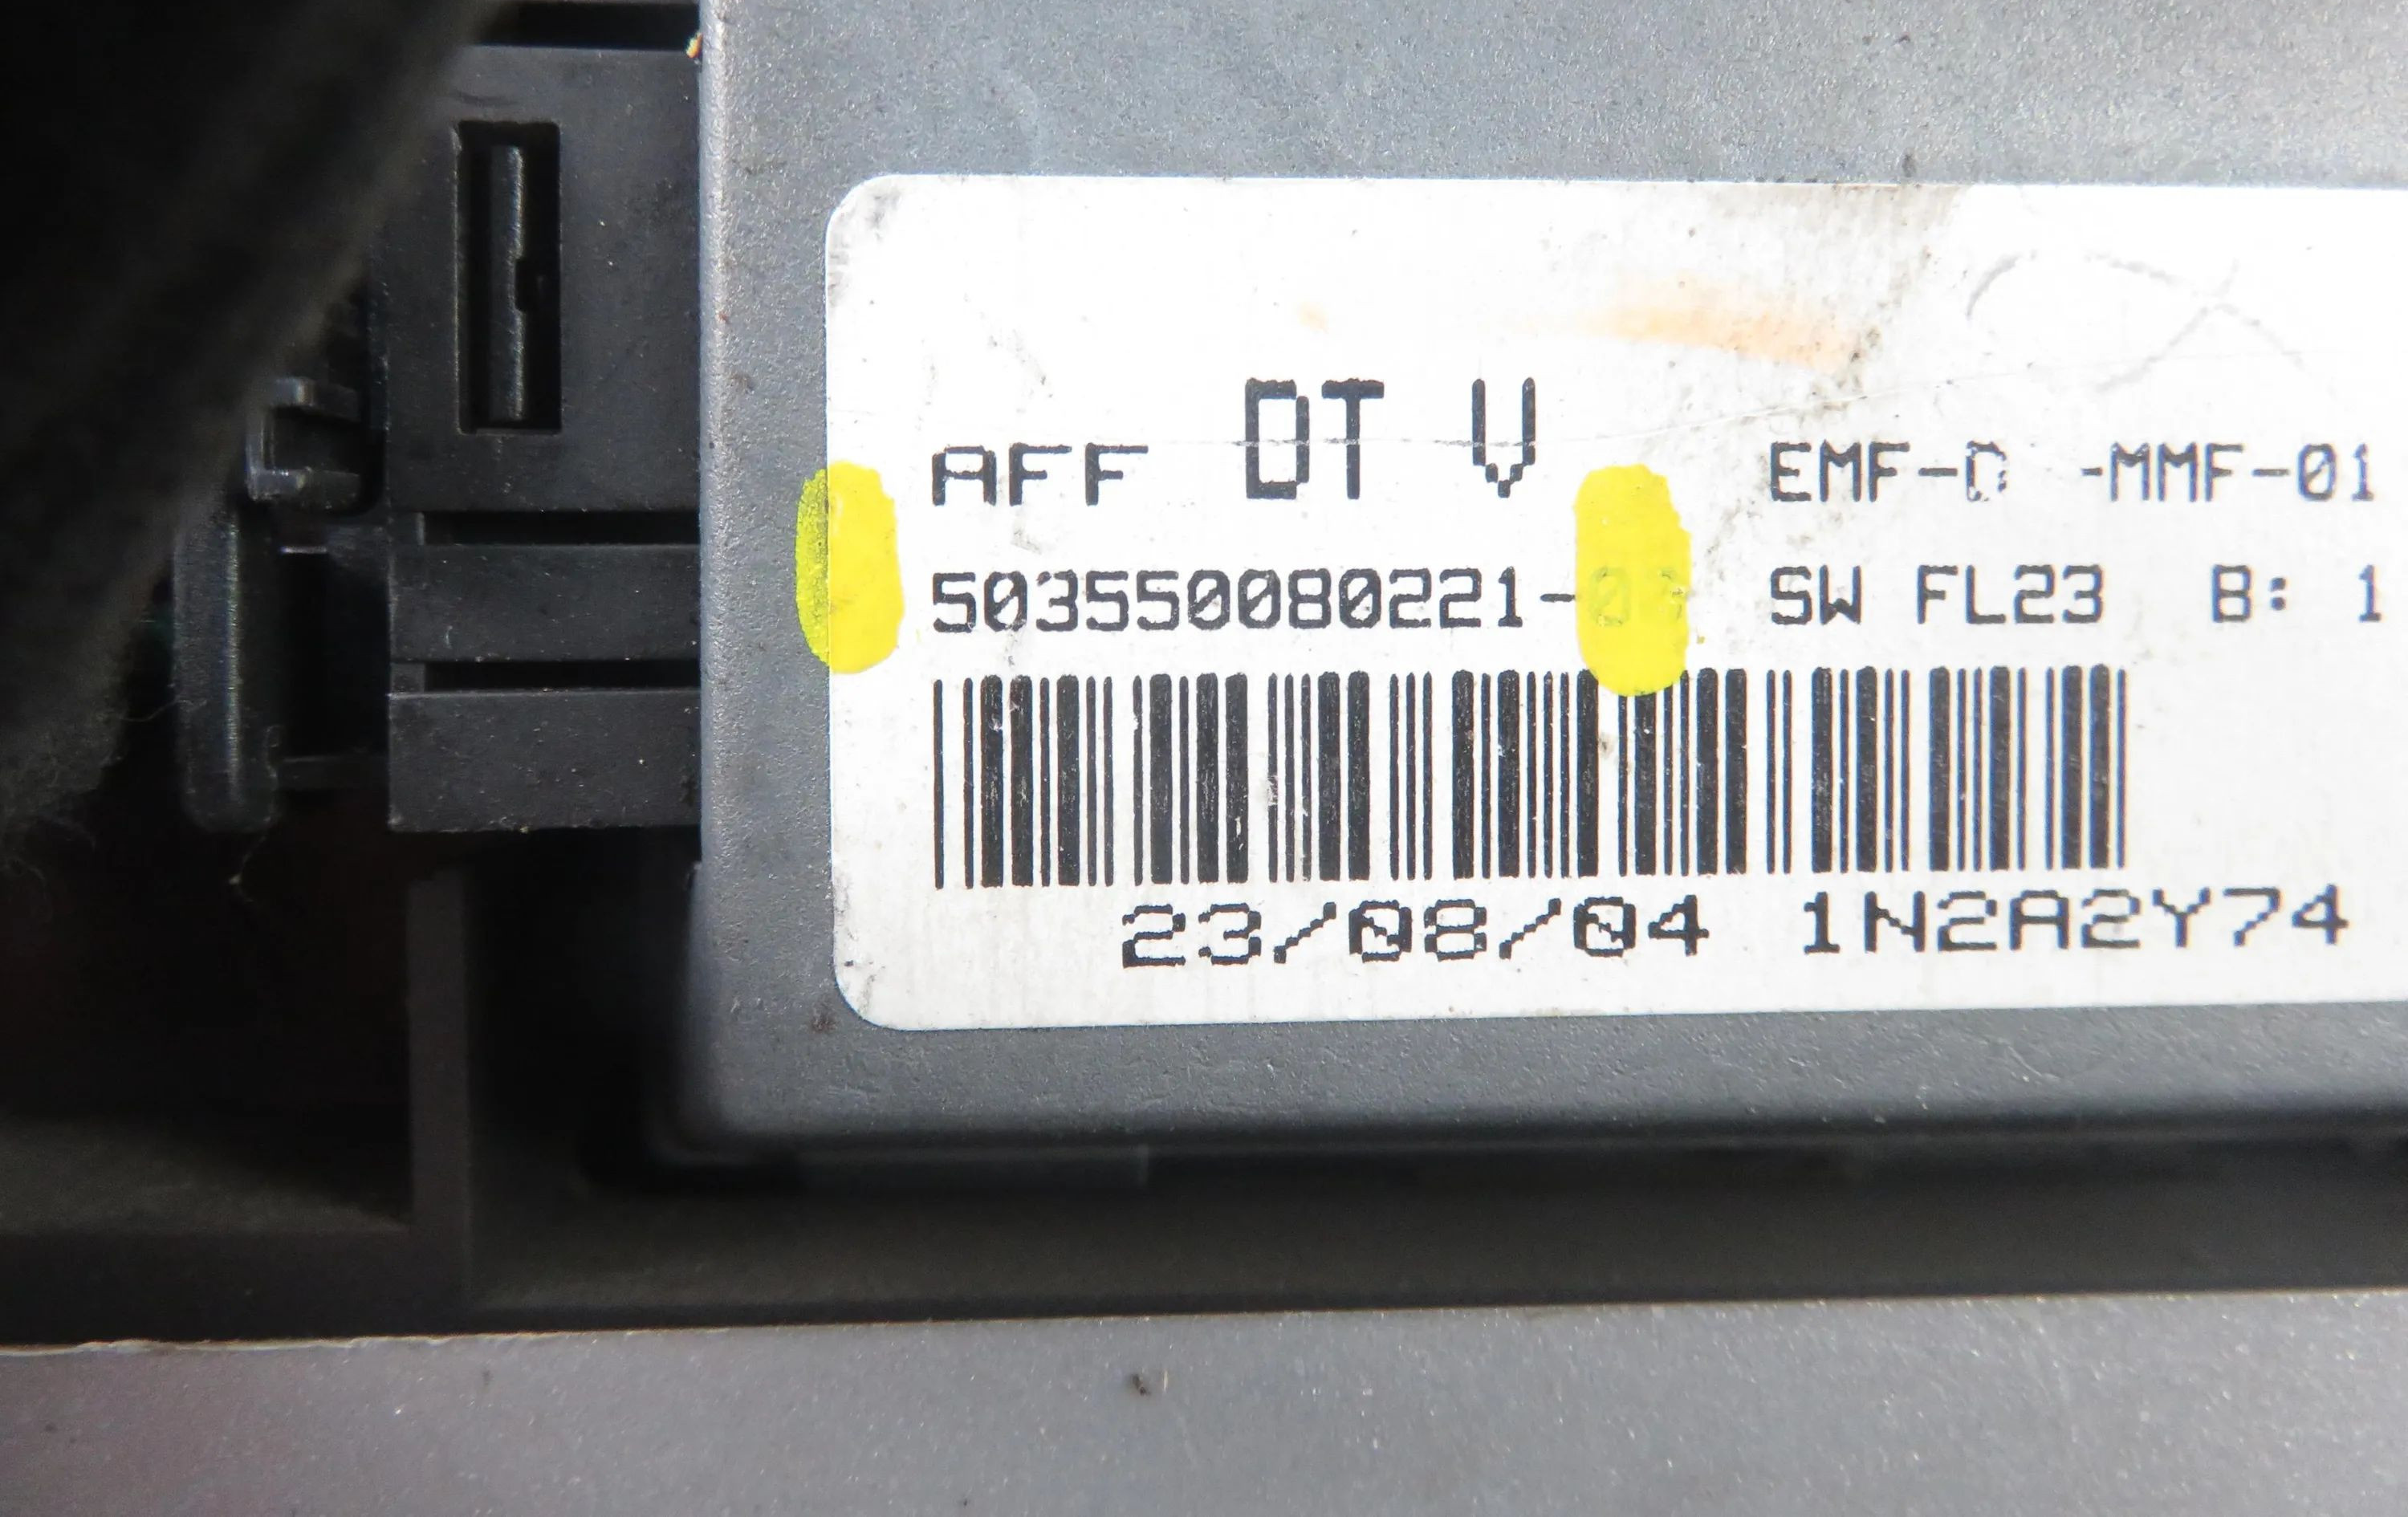 AFF DT V EMF-D -MMF-01
503550080221- SW FL23 B: 1
23/08/04 1N2A2Y74